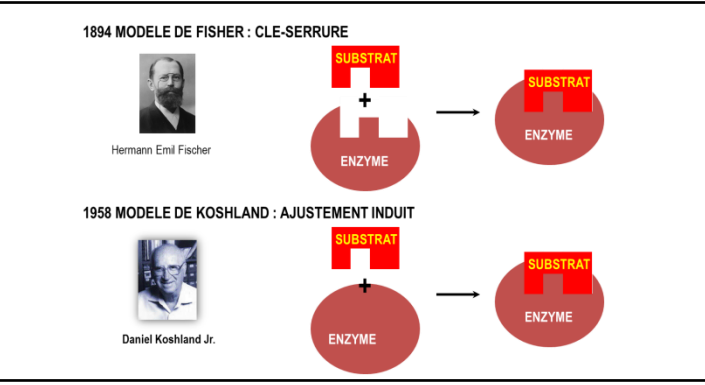 1894 MODELE DE FISHER : CLE-SERRURE
SUBSTRAT
+
ENZYME
SUBSTRAT
ENZYME
Hermann Emil Fischer
1958 MODELE DE KOSHLAND : AJUSTEMENT INDUIT
SUBSTRAT
+
ENZYME
SUBSTRAT
ENZYME
Daniel Koshland Jr.